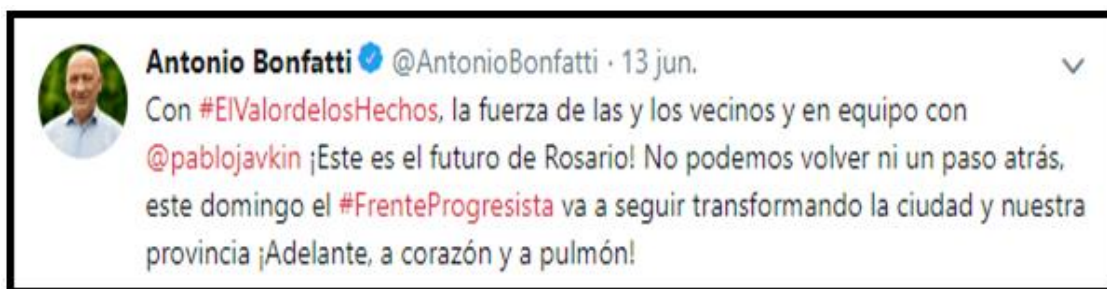 Antonio Bonfatti @AntonioBonfatti · 13 jun.
Con #ElValordelosHechos, la fuerza de las y los vecinos y en equipo con
@pablojavkin ¡Este es el futuro de Rosario! No podemos volver ni un paso atrás,
este domingo el #FrenteProgresista va a seguir transformando la ciudad y nuestra
provincia ¡Adelante, a corazón y a pulmón!